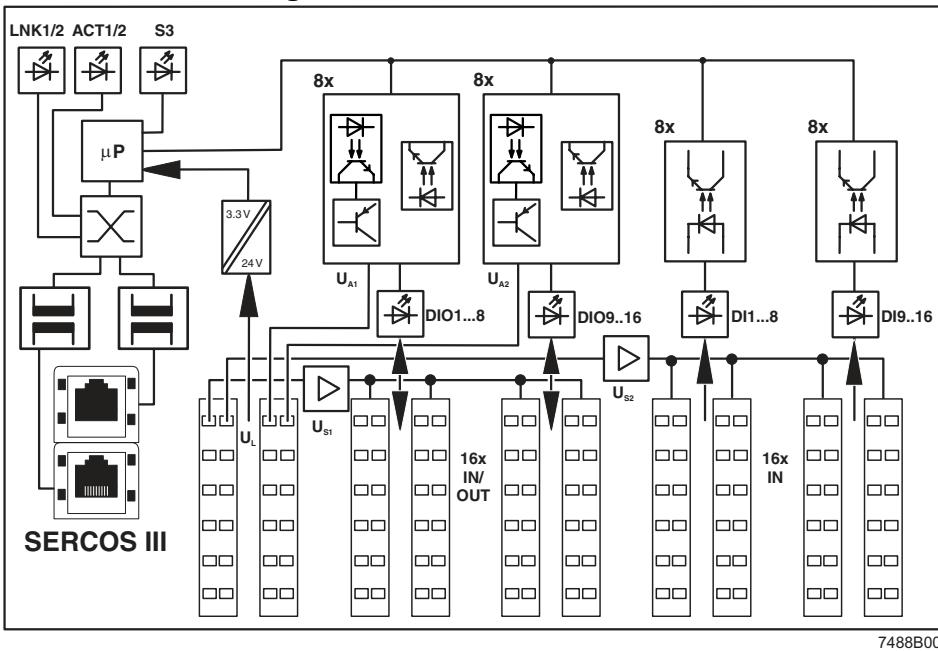 LNK1/2 ACT1/2 S3
8x
8x
8x
8x
µP
3.3 V
24 V
UA1
UA2
DIO1...8
DIO9..16
DI1...8
DI9..16
US2
US1
UL
16x
IN/
OUT
16x
IN
SERCOS III
7488B00